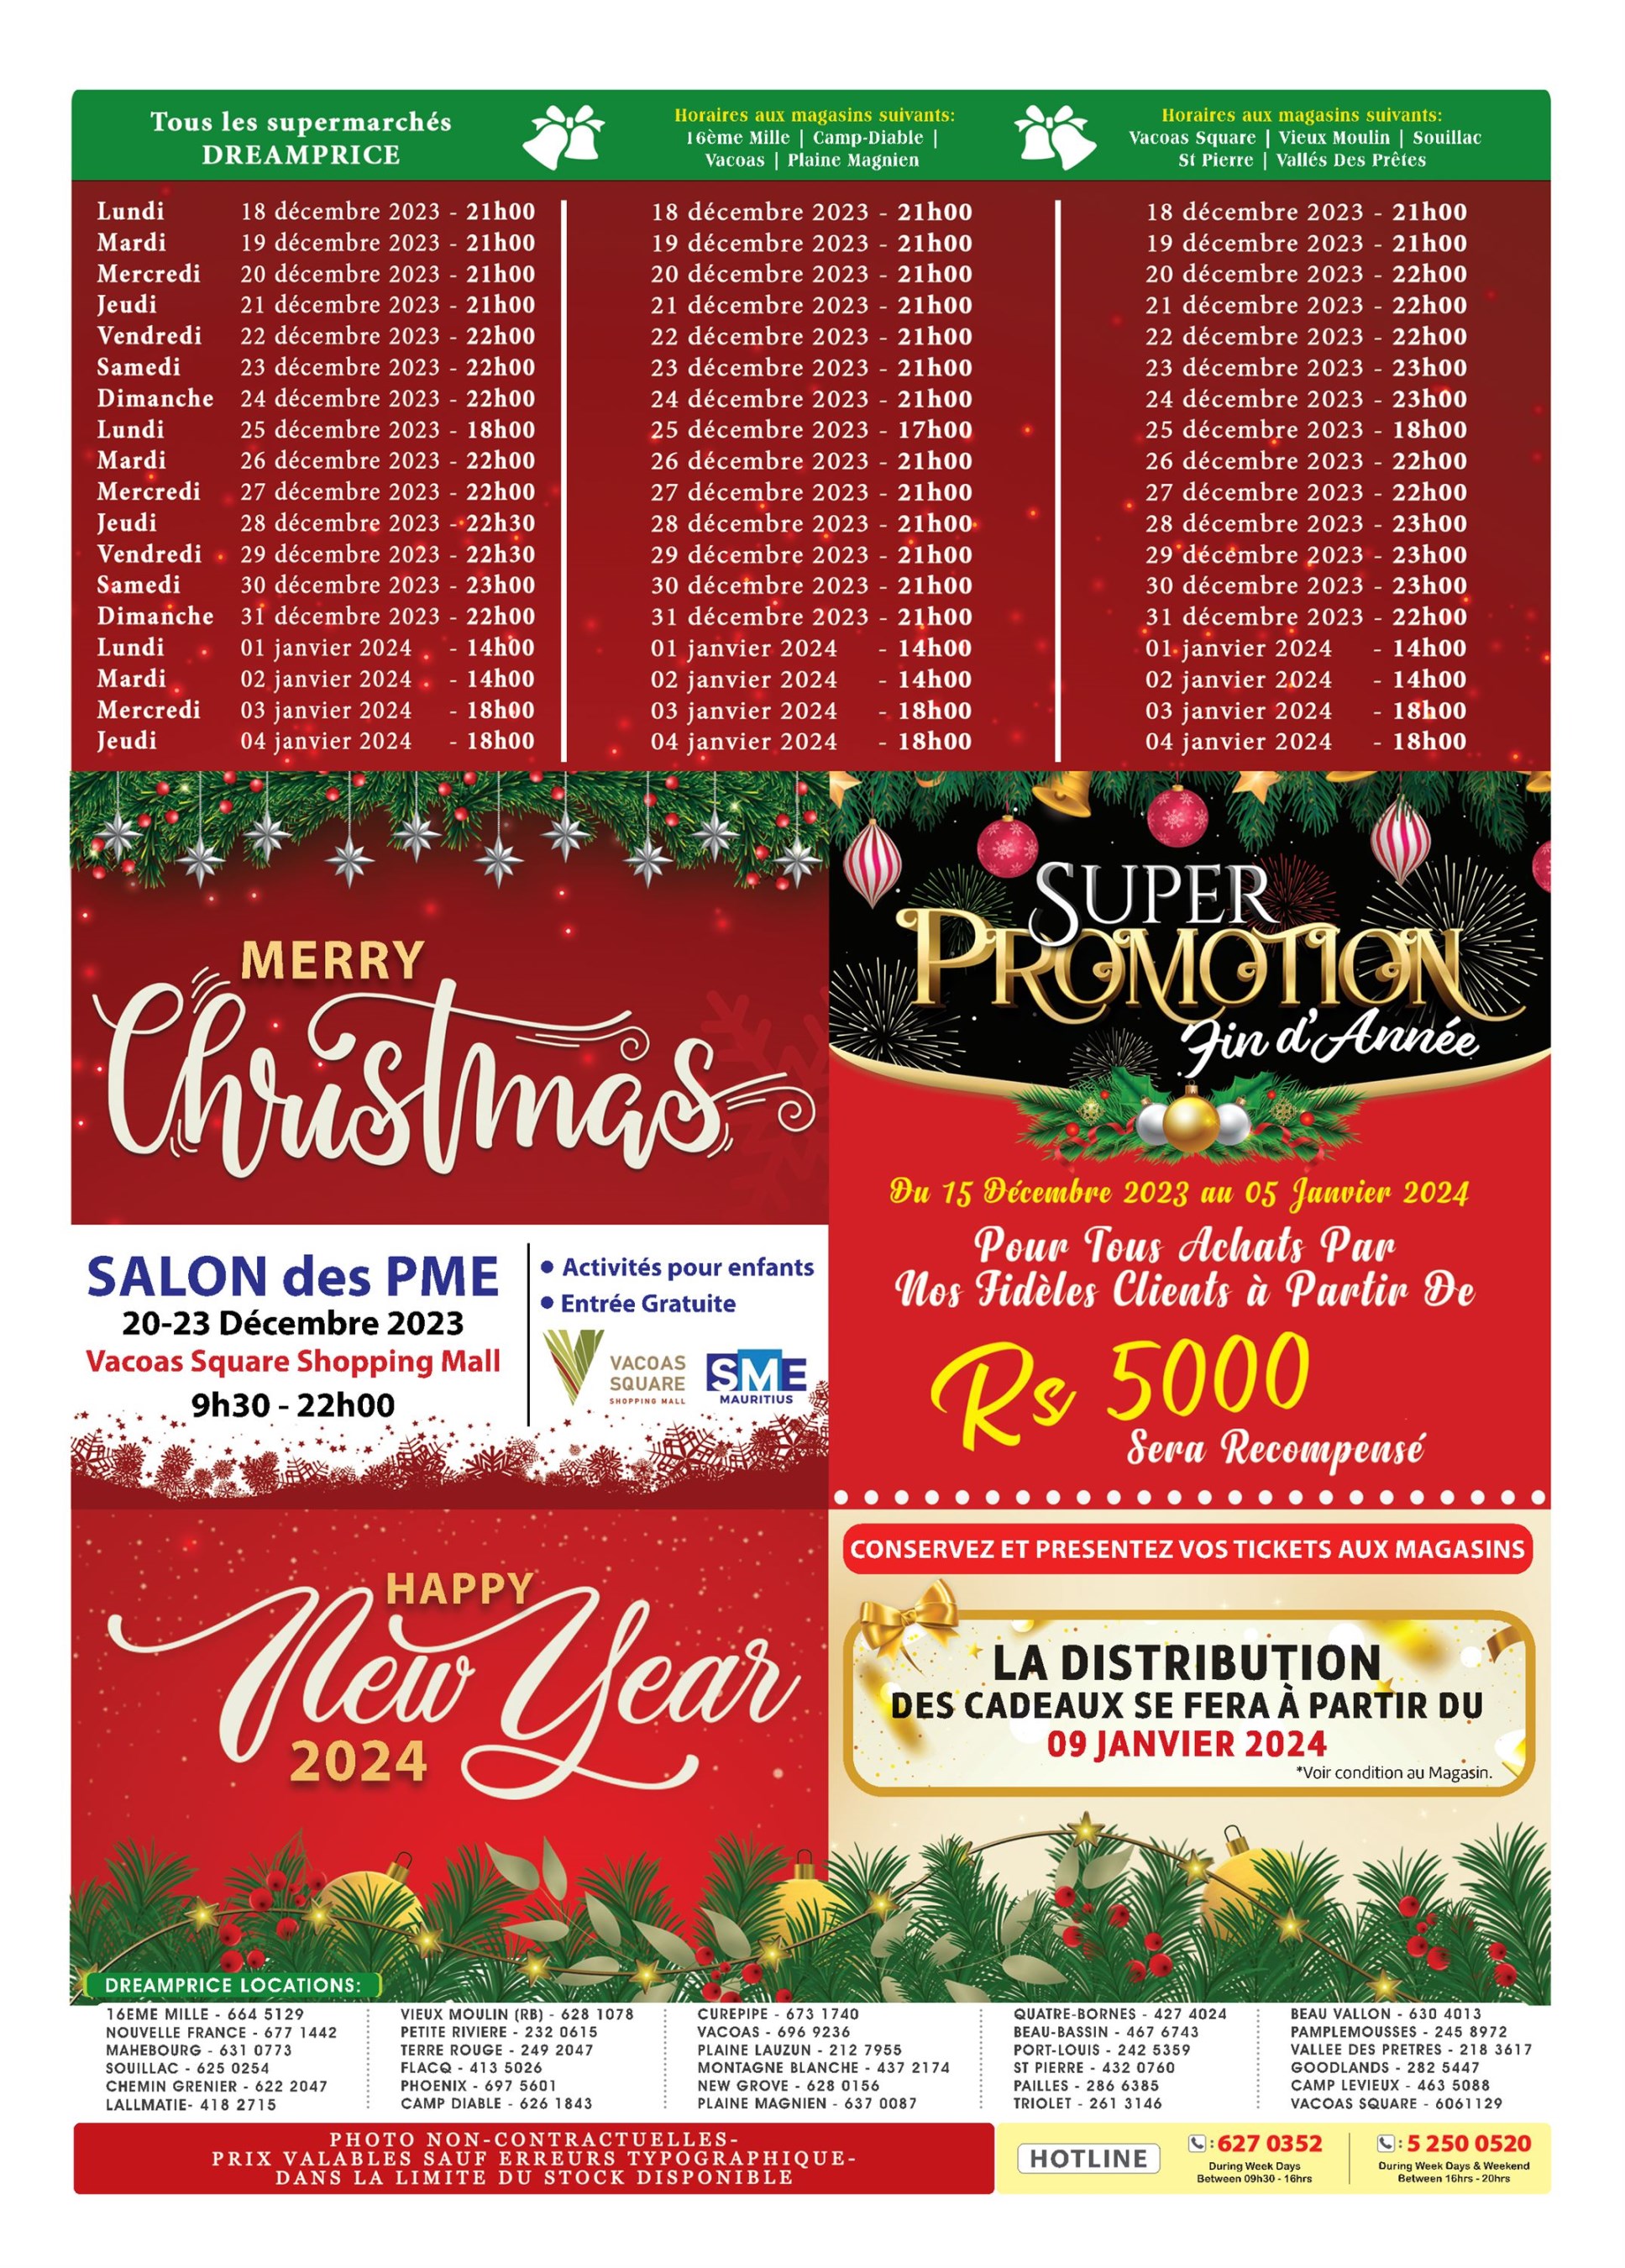 Tous les supermarchés
DREAMPRICE
Horaires aux magasins suivants:
16ème Mille | Camp-Diable |
Vacoas | Plaine Magnien
Horaires aux magasins suivants:
Vacoas Square | Vieux Moulin | Souillac
St Pierre | Vallés Des Prêtes
Lundi 18 décembre 2023 - 21h00 18 décembre 2023 - 21h00 18 décembre 2023 - 21h00
Mardi 19 décembre 2023 - 21h00 19 décembre 2023 - 21h00 19 décembre 2023 - 21h00
Mercredi 20 décembre 2023 - 21h00 20 décembre 2023 - 21h00 20 décembre 2023 - 22h00
Jeudi 21 décembre 2023 - 21h00 21 décembre 2023 - 21h00 21 décembre 2023 - 22h00
Vendredi 22 décembre 2023 - 22h00 22 décembre 2023 - 21h00 22 décembre 2023 - 22h00
Samedi 23 décembre 2023 - 22h00 23 décembre 2023 - 21h00 23 décembre 2023 - 23h00
Dimanche 24 décembre 2023 - 22h00 24 décembre 2023 - 21h00 24 décembre 2023 - 23h00
Lundi 25 décembre 2023 - 18h00 25 décembre 2023 - 17h00 25 décembre 2023 - 18h00
Mardi 26 décembre 2023 - 22h00 26 décembre 2023 - 21h00 26 décembre 2023 - 22h00
Mercredi 27 décembre 2023 - 22h00 27 décembre 2023 - 21h00 27 décembre 2023 - 22h00
Jeudi 28 décembre 2023 - 22h30 28 décembre 2023 - 21h00 28 décembre 2023 - 23h00
Vendredi 29 décembre 2023 - 22h30 29 décembre 2023 - 21h00 29 décembre 2023 - 23h00
Samedi 30 décembre 2023 - 23h00 30 décembre 2023 - 21h00 30 décembre 2023 - 23h00
Dimanche 31 décembre 2023 - 22h00 31 décembre 2023 - 21h00 31 décembre 2023 - 22h00
Lundi 01 janvier 2024 - 14h00 01 janvier 2024 - 14h00 01 janvier 2024 - 14h00
Mardi 02 janvier 2024 - 14h00 02 janvier 2024 - 14h00 02 janvier 2024 - 14h00
Mercredi 03 janvier 2024 - 18h00 03 janvier 2024 - 18h00 03 janvier 2024 - 18h00
Jeudi 04 janvier 2024 - 18h00 04 janvier 2024 - 18h00 04 janvier 2024 - 18h00
MERRY
Christmas
SUPER
PROMOTION
Fin d'Année
Du 15 Décembre 2023 au 05 Janvier 2024
Pour Tous Achats Par
Nos Fidèles Clients à Partir De
Rs 5000
Sera Recompensé
SALON des PME
20-23 Décembre 2023
Vacoas Square Shopping Mall
9h30 - 22h00
• Activités pour enfants
• Entrée Gratuite
VACOAS
SQUARE
SHOPPING MALL
SME
MAURITIUS
HAPPY
New Year
2024
CONSERVEZ ET PRESENTEZ VOS TICKETS AUX MAGASINS
LA DISTRIBUTION
DES CADEAUX SE FERA À PARTIR DU
09 JANVIER 2024
*Voir condition au Magasin.
DREAMPRICE LOCATIONS:
16EME MILLE - 664 5129
NOUVELLE FRANCE - 677 1442
MAHEBOURG - 631 0773
SOUILLAC - 625 0254
CHEMIN GRENIER - 622 2047
LALLMATIE- 418 2715
VIEUX MOULIN (RB) - 628 1078
PETITE RIVIERE - 232 0615
TERRE ROUGE - 249 2047
FLACQ - 413 5026
PHOENIX - 697 5601
CAMP DIABLE - 626 1843
CUREPIPE - 673 1740
VACOAS - 696 9236
PLAINE LAUZUN - 212 7955
MONTAGNE BLANCHE - 437 2174
NEW GROVE - 628 0156
PLAINE MAGNIEN - 637 0087
QUATRE-BORNES - 427 4024
BEAU-BASSIN - 467 6743
PORT-LOUIS - 242 5359
ST PIERRE - 432 0760
PAILLES - 286 6385
TRIOLET - 261 3146
BEAU VALLON - 630 4013
PAMPLEMOUSSES - 245 8972
VALLEE DES PRETRES - 218 3617
GOODLANDS - 282 5447
CAMP LEVIEUX - 463 5088
VACOAS SQUARE - 6061129
PHOTO NON-CONTRACTUELLES-
PRIX VALABLES SAUF ERREURS TYPOGRAPHIQUE-
DANS LA LIMITE DU STOCK DISPONIBLE
HOTLINE
: 627 0352
During Week Days
Between 09h30 - 16hrs
: 5 250 0520
During Week Days & Weekend
Between 16hrs - 20hrs